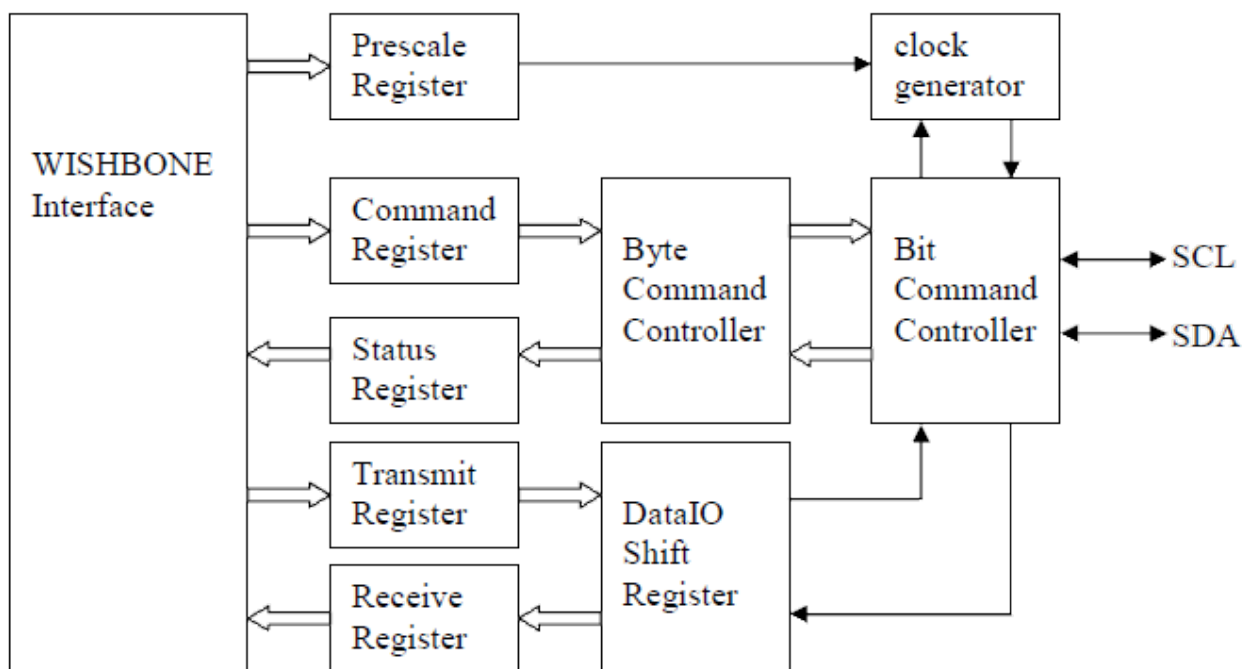 Prescale
Register
clock
generator
WISHBONE
Interface
Command
Register
Byte
Command
Controller
Bit
Command
Controller
SCL
SDA
Status
Register
Transmit
Register
DataIO
Shift
Register
Receive
Register